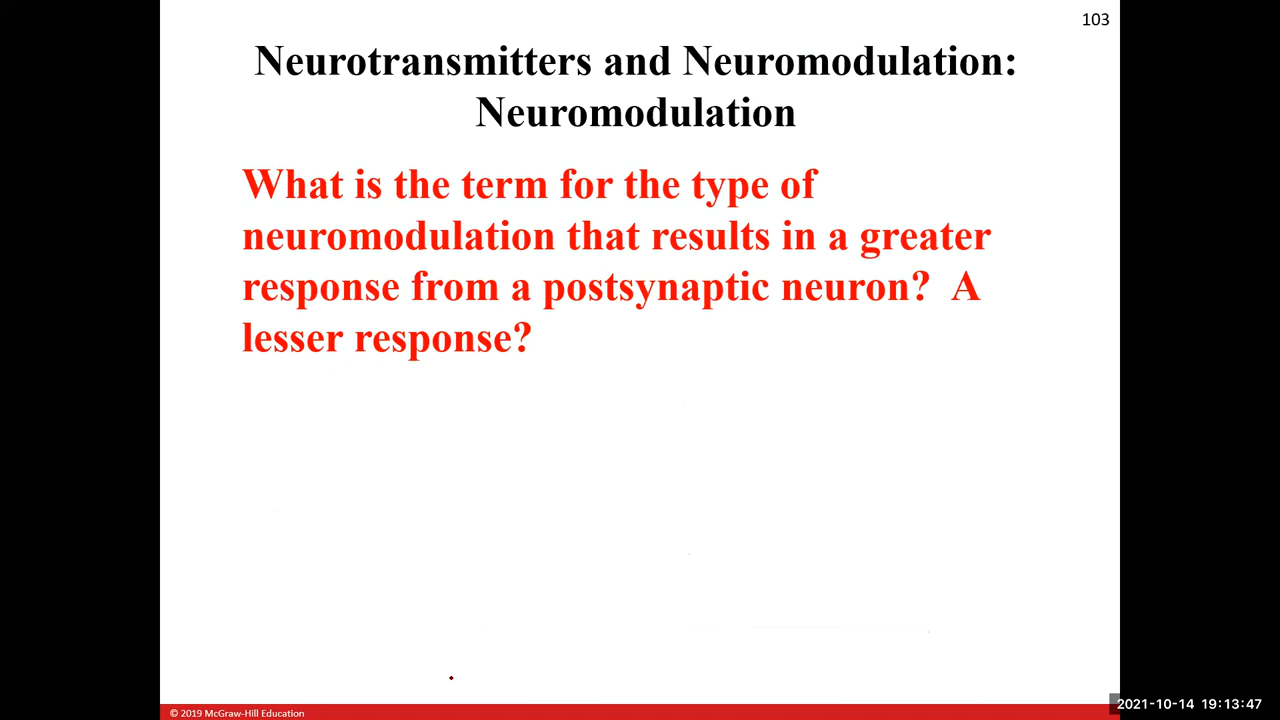 103
Neurotransmitters and Neuromodulation:
Neuromodulation
What is the term for the type of
neuromodulation that results in a greater
response from a postsynaptic neuron?  A
lesser response?
© 2019 McGraw-Hill Education
2021-10-14 19:13:47